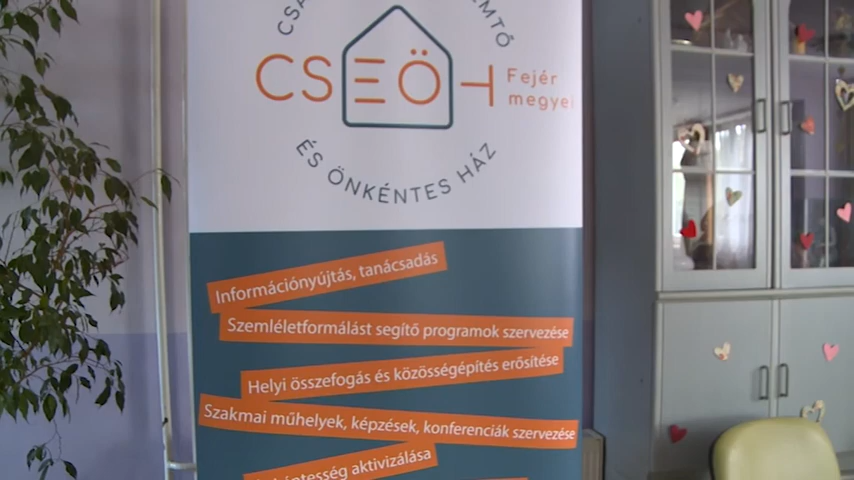 CSEÖH
Fejér
megyei
ÉS ÖNKÉNTES HÁZ
Információnyújtás, tanácsadás
Szemléletformálást segítő programok szervezése
Helyi összefogás és közösségépítés erősítése
Szakmai műhelyek, képzések, konferenciák szervezése
aktivizálása